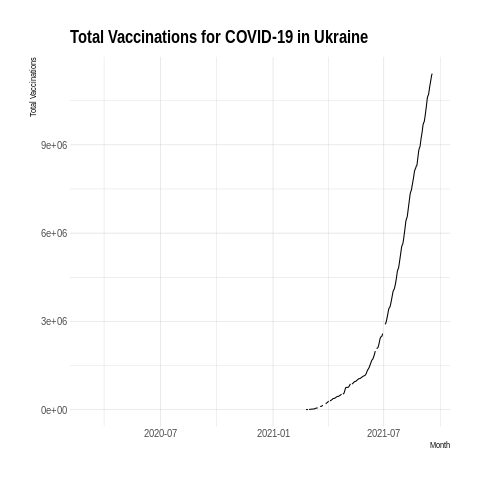 Total Vaccinations for COVID-19 in Ukraine
Total Vaccinations
9e+06
6e+06
3e+06
0e+00
2020-07 2021-01 2021-07
Month